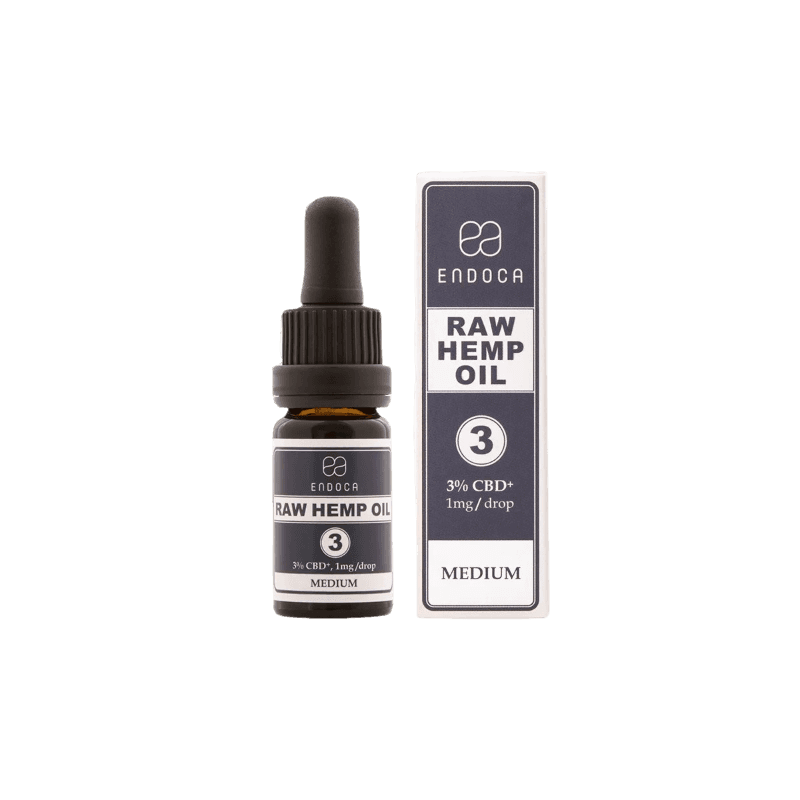 ENDOCA
RAW HEMP OIL
3
3% CBD+, 1mg/drop
MEDIUM
ENDOCA
RAW
HEMP
OIL
3
3% CBD+
1mg/drop
MEDIUM